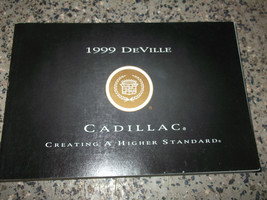 1999 DEVILLE
CADILLAC®
CREATING A HIGHER STANDARD®